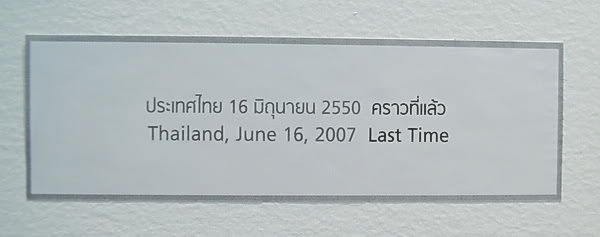 ประเทศไทย 16 มิถุนายน 2550 คราวที่แล้ว
Thailand, June 16, 2007 Last Time